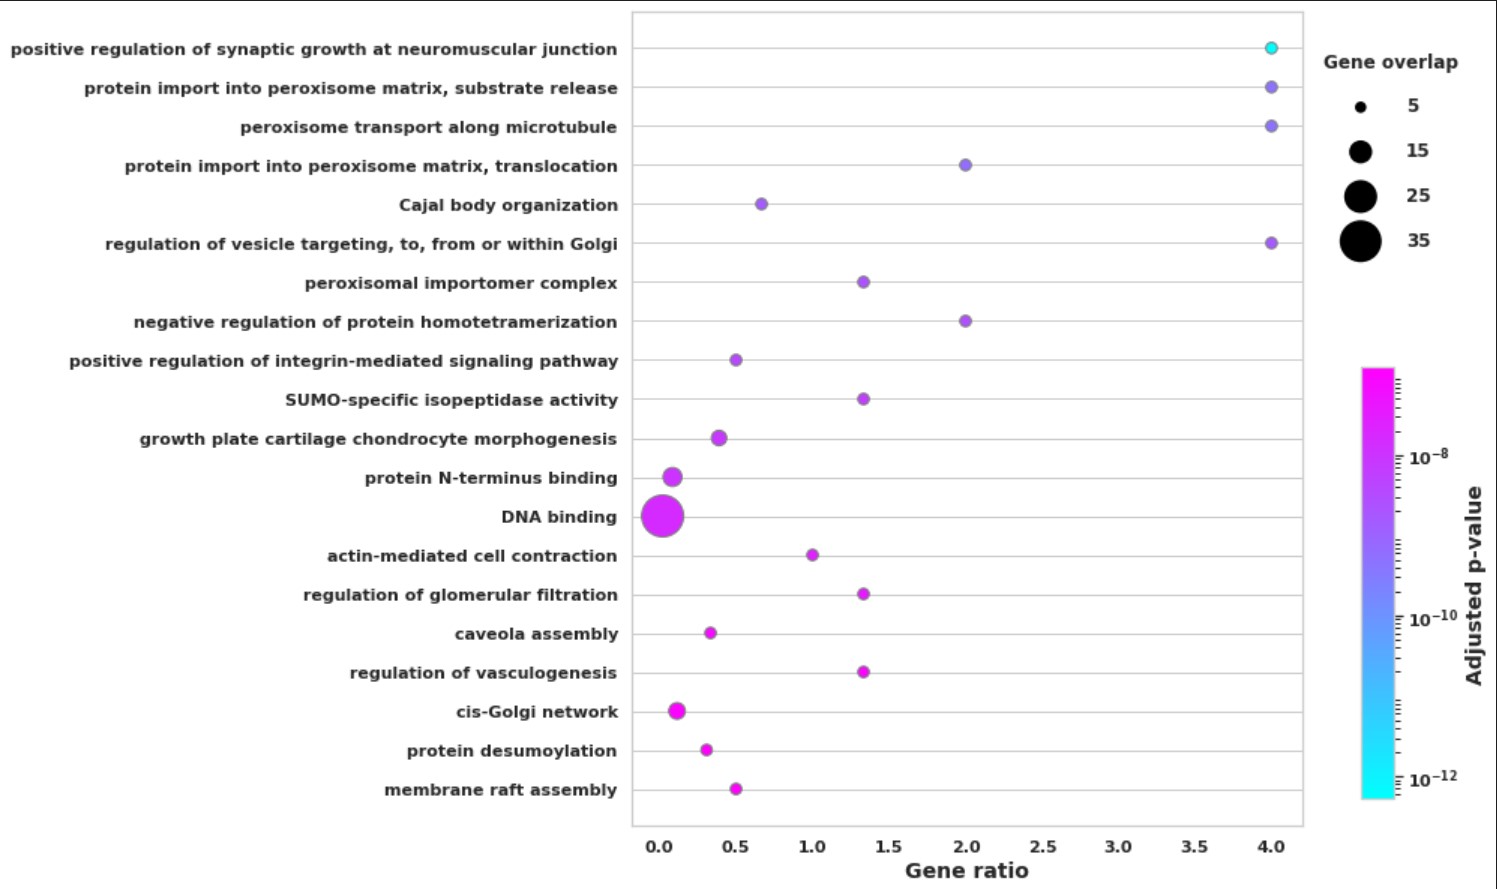 positive regulation of synaptic growth at neuromuscular junction
protein import into peroxisome matrix, substrate release
peroxisome transport along microtubule
protein import into peroxisome matrix, translocation
Cajal body organization
regulation of vesicle targeting, to, from or within Golgi
peroxisomal importomer complex
negative regulation of protein homotetramerization
positive regulation of integrin-mediated signaling pathway
SUMO-specific isopeptidase activity
growth plate cartilage chondrocyte morphogenesis
protein N-terminus binding
DNA binding
actin-mediated cell contraction
regulation of glomerular filtration
caveola assembly
regulation of vasculogenesis
cis-Golgi network
protein desumoylation
membrane raft assembly
0.0 0.5 1.0 1.5 2.0 2.5 3.0 3.5 4.0
Gene ratio
Gene overlap
5
15
25
35
10⁻⁸
10⁻¹⁰
10⁻¹²
Adjusted p-value